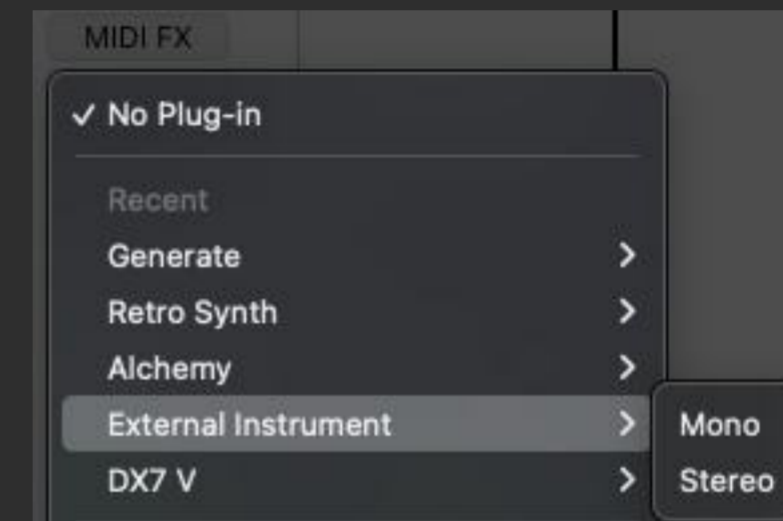 MIDI FX
✓ No Plug-in
Recent
Generate
Retro Synth
Alchemy
External Instrument
Mono
DX7 V
Stereo